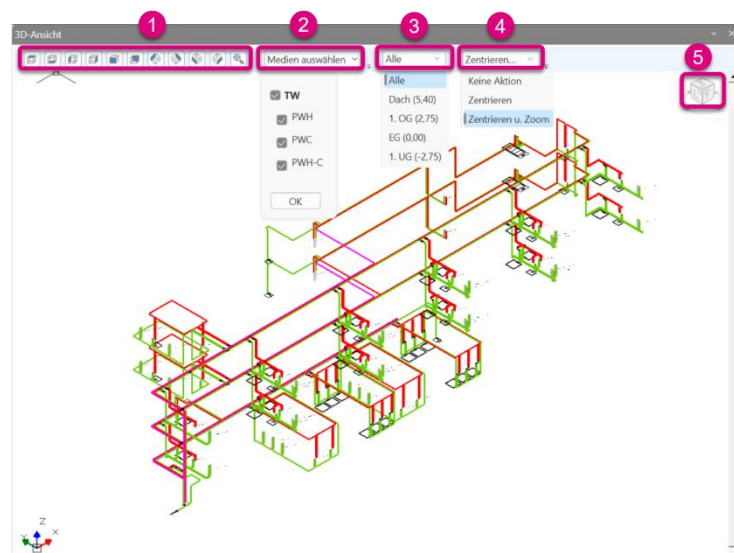 1
2
3
4
5
3D-Ansicht
Medien auswählen
Alle
Zentrieren...
TW
PWH
PWC
PWH-C
OK
Alle
Dach (5,40)
1. OG (2,75)
EG (0,00)
1. UG (-2,75)
Keine Aktion
Zentrieren
Zentrieren u. Zoom
Z
X